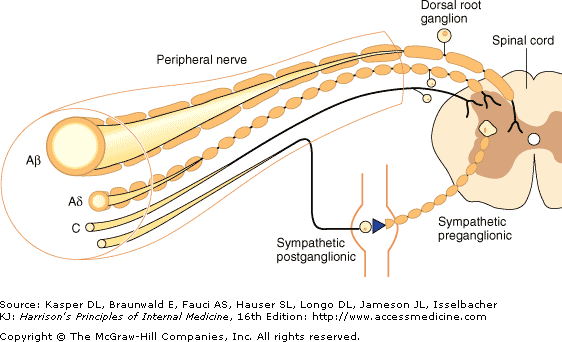 Dorsal root
ganglion
Spinal cord
Peripheral nerve
Aβ
Aδ
C
Sympathetic
postganglionic
Sympathetic
preganglionic
Source: Kasper DL, Braunwald E, Fauci AS, Hauser SL, Longo DL, Jameson JL, Isselbacher
KJ: Harrison's Principles of Internal Medicine, 16th Edition: http://www.accessmedicine.com
Copyright © The McGraw-Hill Companies, Inc. All rights reserved.